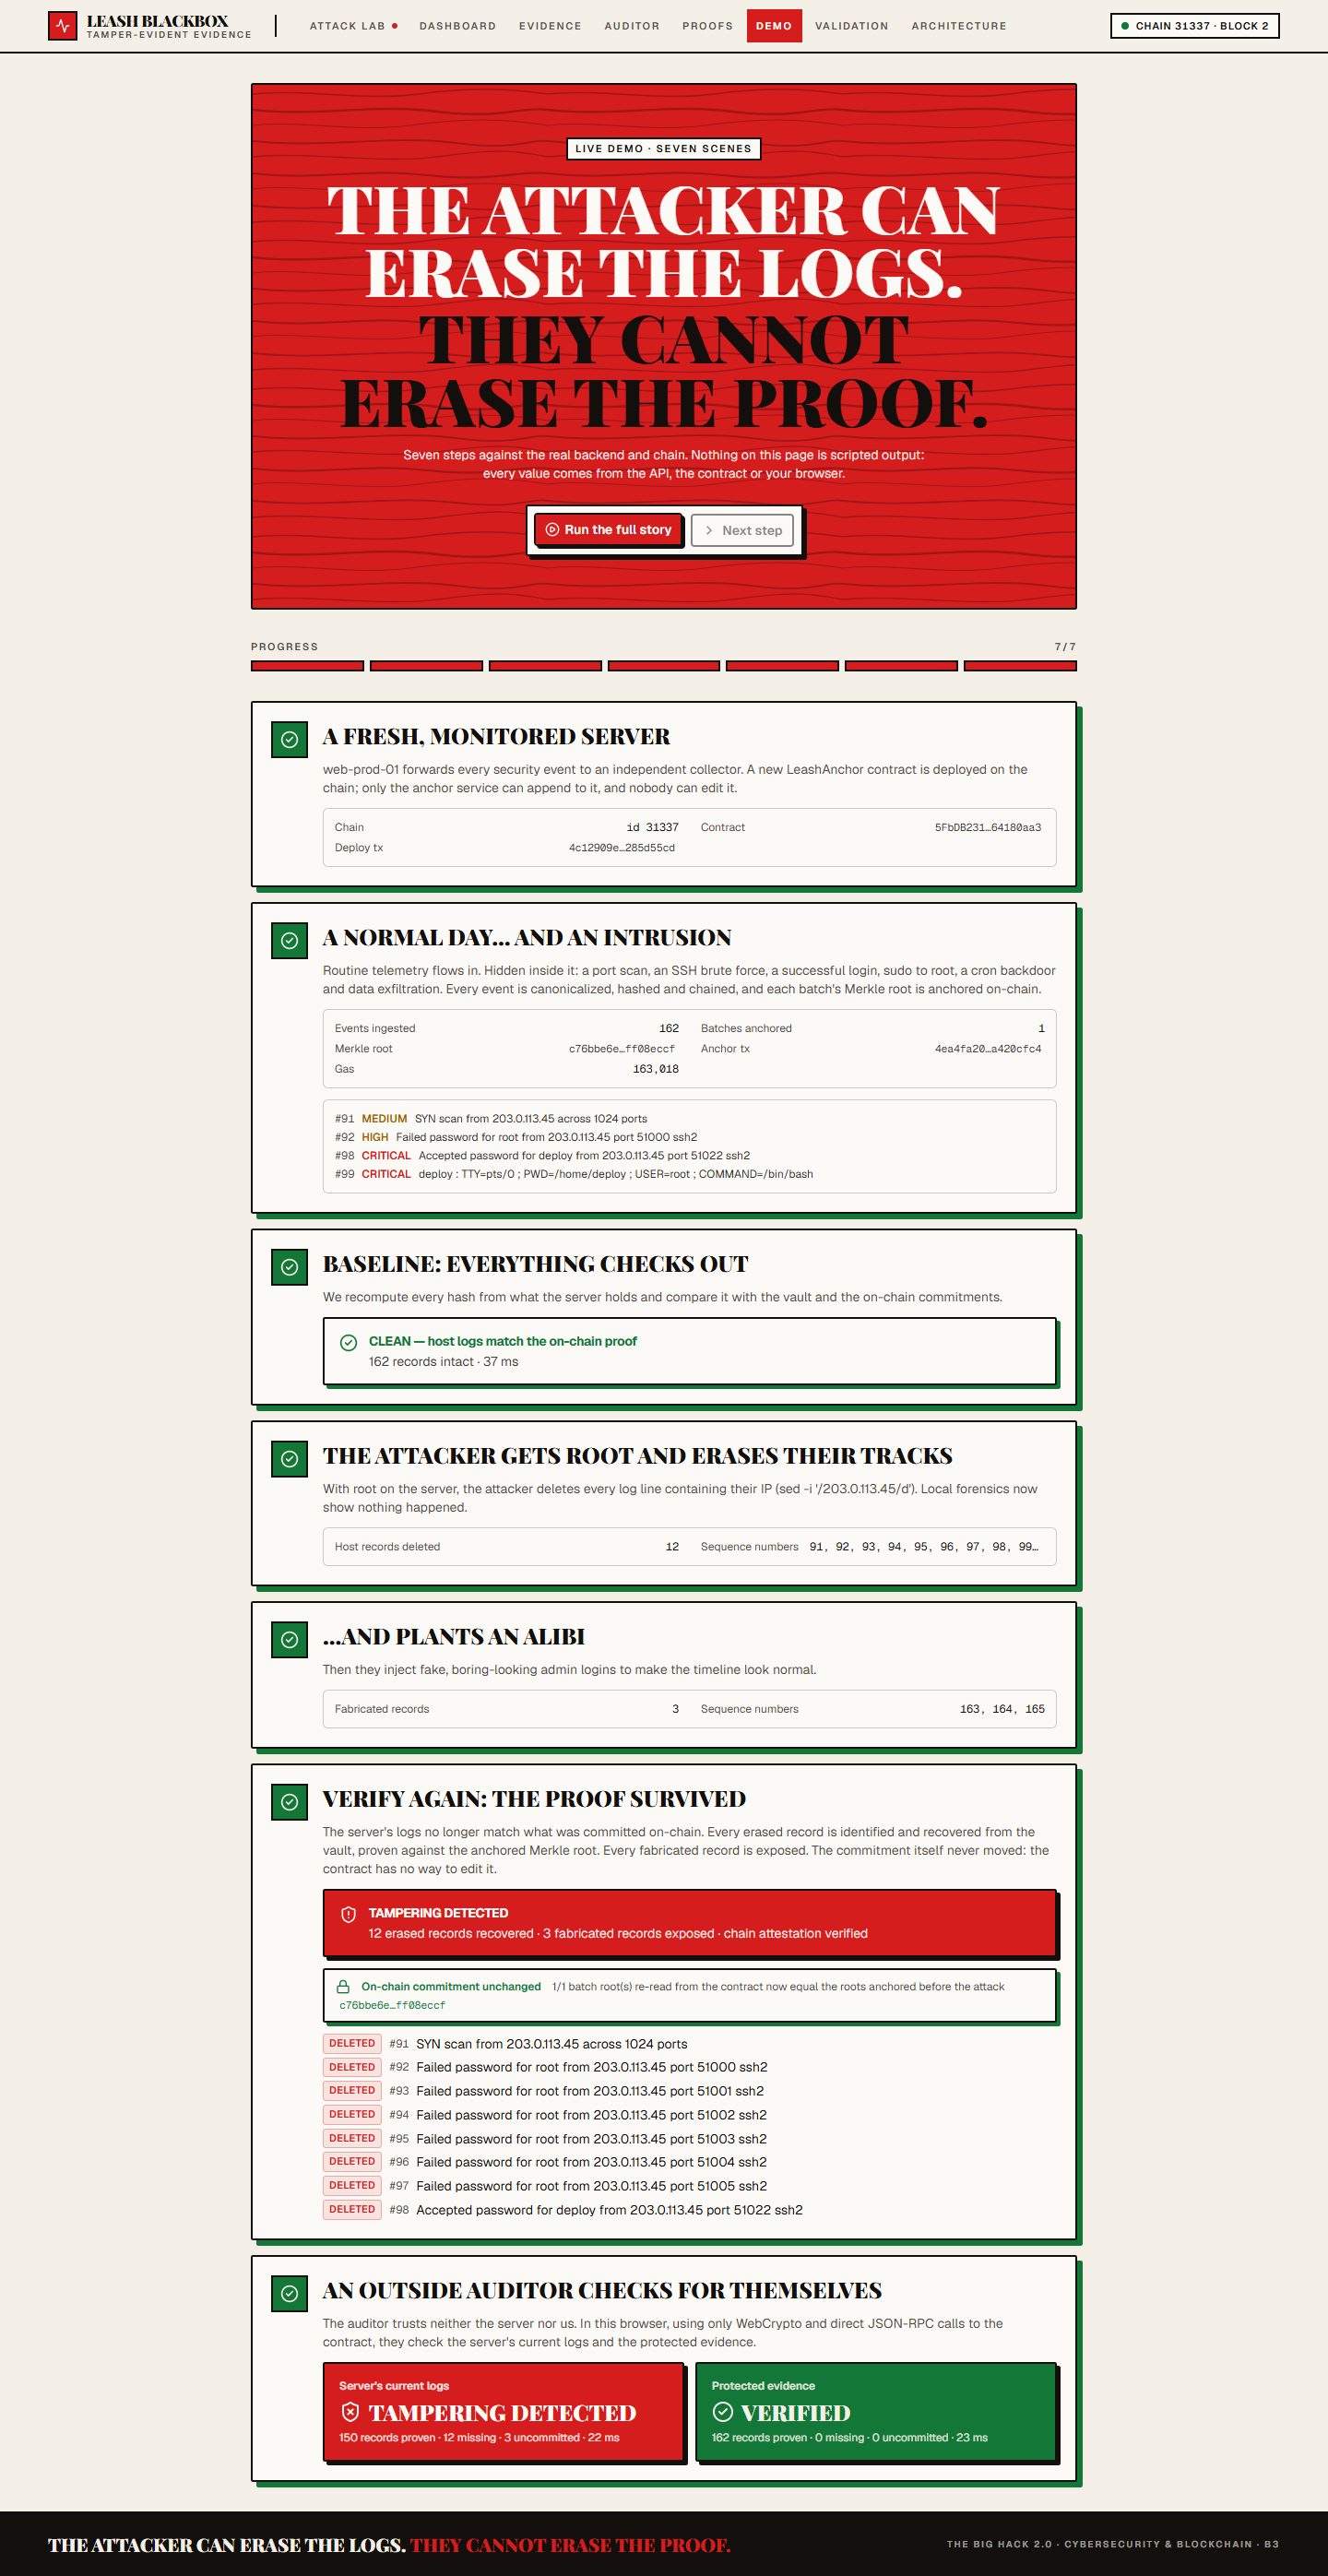 LEASH BLACKBOX
TAMPER-EVIDENT EVIDENCE
ATTACK LAB
DASHBOARD
EVIDENCE
AUDITOR
PROOFS
DEMO
VALIDATION
ARCHITECTURE
CHAIN 31337 · BLOCK 2
LIVE DEMO · SEVEN SCENES
THE ATTACKER CAN
ERASE THE LOGS.
THEY CANNOT
ERASE THE PROOF.
Seven steps against the real backend and chain. Nothing on this page is scripted output:
every value comes from the API, the contract or your browser.
Run the full story
Next step
PROGRESS
7/7
A FRESH, MONITORED SERVER
web-prod-01 forwards every security event to an independent collector. A new LeashAnchor contract is deployed on the
chain; only the anchor service can append to it, and nobody can edit it.
Chain id 31337 Contract 5FbDB231…64180aa3
Deploy tx 4c12909e…285d55cd
A NORMAL DAY… AND AN INTRUSION
Routine telemetry flows in. Hidden inside it: a port scan, an SSH brute force, a successful login, sudo to root, a cron backdoor
and data exfiltration. Every event is canonicalized, hashed and chained, and each batch's Merkle root is anchored on-chain.
Events ingested 162 Batches anchored 1
Merkle root c76bbe6e…ff08eccf Anchor tx 4ea4fa20…a420cfc4
Gas 163,018
#91 MEDIUM SYN scan from 203.0.113.45 across 1024 ports
#92 HIGH Failed password for root from 203.0.113.45 port 51000 ssh2
#98 CRITICAL Accepted password for deploy from 203.0.113.45 port 51022 ssh2
#99 CRITICAL deploy : TTY=pts/0 ; PWD=/home/deploy ; USER=root ; COMMAND=/bin/bash
BASELINE: EVERYTHING CHECKS OUT
We recompute every hash from what the server holds and compare it with the vault and the on-chain commitments.
CLEAN — host logs match the on-chain proof
162 records intact · 37 ms
THE ATTACKER GETS ROOT AND ERASES THEIR TRACKS
With root on the server, the attacker deletes every log line containing their IP (sed -i '/203.0.113.45/d'). Local forensics now
show nothing happened.
Host records deleted 12 Sequence numbers 91, 92, 93, 94, 95, 96, 97, 98, 99…
…AND PLANTS AN ALIBI
Then they inject fake, boring-looking admin logins to make the timeline look normal.
Fabricated records 3 Sequence numbers 163, 164, 165
VERIFY AGAIN: THE PROOF SURVIVED
The server's logs no longer match what was committed on-chain. Every erased record is identified and recovered from the
vault, proven against the anchored Merkle root. Every fabricated record is exposed. The commitment itself never moved: the
contract has no way to edit it.
TAMPERING DETECTED
12 erased records recovered · 3 fabricated records exposed · chain attestation verified
On-chain commitment unchanged 1/1 batch root(s) re-read from the contract now equal the roots anchored before the attack
c76bbe6e…ff08eccf
DELETED #91 SYN scan from 203.0.113.45 across 1024 ports
DELETED #92 Failed password for root from 203.0.113.45 port 51000 ssh2
DELETED #93 Failed password for root from 203.0.113.45 port 51001 ssh2
DELETED #94 Failed password for root from 203.0.113.45 port 51002 ssh2
DELETED #95 Failed password for root from 203.0.113.45 port 51003 ssh2
DELETED #96 Failed password for root from 203.0.113.45 port 51004 ssh2
DELETED #97 Failed password for root from 203.0.113.45 port 51005 ssh2
DELETED #98 Accepted password for deploy from 203.0.113.45 port 51022 ssh2
AN OUTSIDE AUDITOR CHECKS FOR THEMSELVES
The auditor trusts neither the server nor us. In this browser, using only WebCrypto and direct JSON-RPC calls to the
contract, they check the server's current logs and the protected evidence.
Server's current logs
TAMPERING DETECTED
150 records proven · 12 missing · 3 uncommitted · 22 ms
Protected evidence
VERIFIED
162 records proven · 0 missing · 0 uncommitted · 23 ms
THE ATTACKER CAN ERASE THE LOGS. THEY CANNOT ERASE THE PROOF.
THE BIG HACK 2.0 · CYBERSECURITY & BLOCKCHAIN · B3